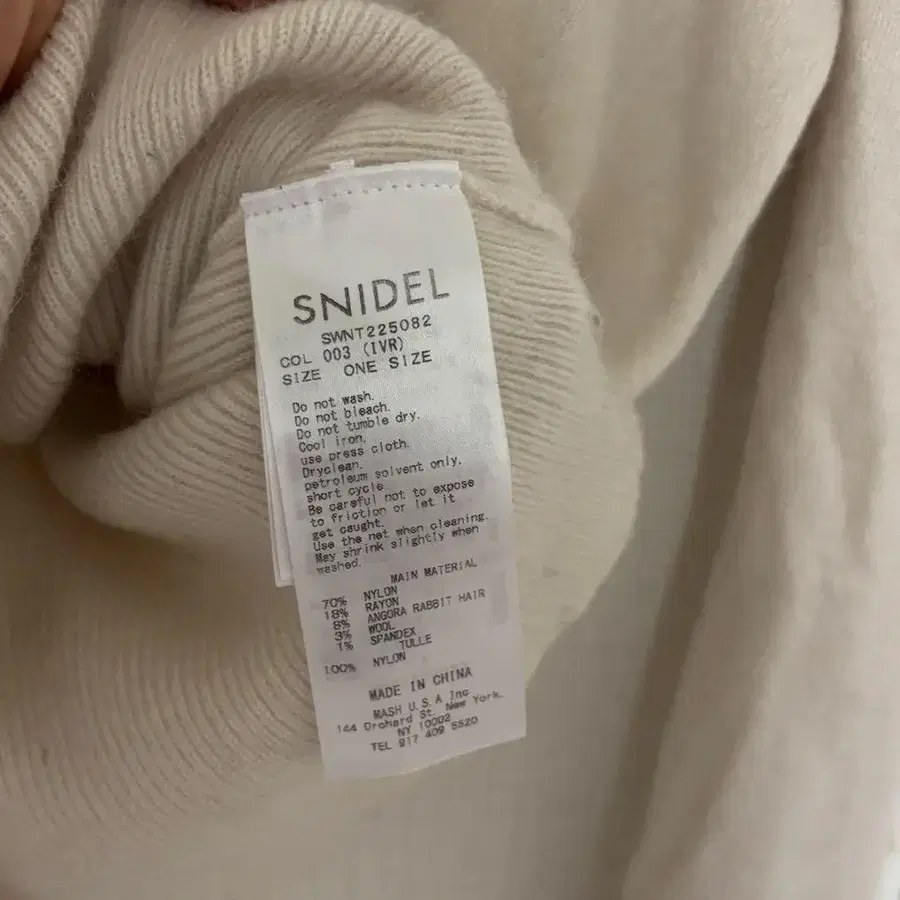 SNIDEL
SWNT225082
COL 003 (IVR)
SIZE ONE SIZE
Do not wash.
Do not bleach.
Do not tumble dry.
Cool iron.
use press cloth.
Dryclean.
petroleum solvent only.
short cycle.
Be careful not to expose
to friction or let it
get caught.
Use the net when cleaning.
May shrink slightly when
washed.
MAIN MATERIAL
70% NYLON
18% RAYON
8% ANGORA RABBIT HAIR
3% WOOL
1% SPANDEX
TULLE
100% NYLON
MADE IN CHINA
MASH U.S.A Inc
144 Orchard St. New York.
NY 10002
TEL 917 409 5520